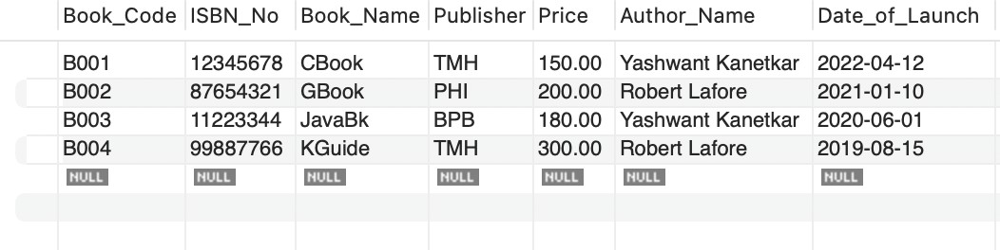 Book_Code ISBN_No Book_Name Publisher Price Author_Name Date_of_Launch
B001 12345678 CBook TMH 150.00 Yashwant Kanetkar 2022-04-12
B002 87654321 GBook PHI 200.00 Robert Lafore 2021-01-10
B003 11223344 JavaBk BPB 180.00 Yashwant Kanetkar 2020-06-01
B004 99887766 KGuide TMH 300.00 Robert Lafore 2019-08-15
NULL NULL NULL NULL NULL NULL NULL